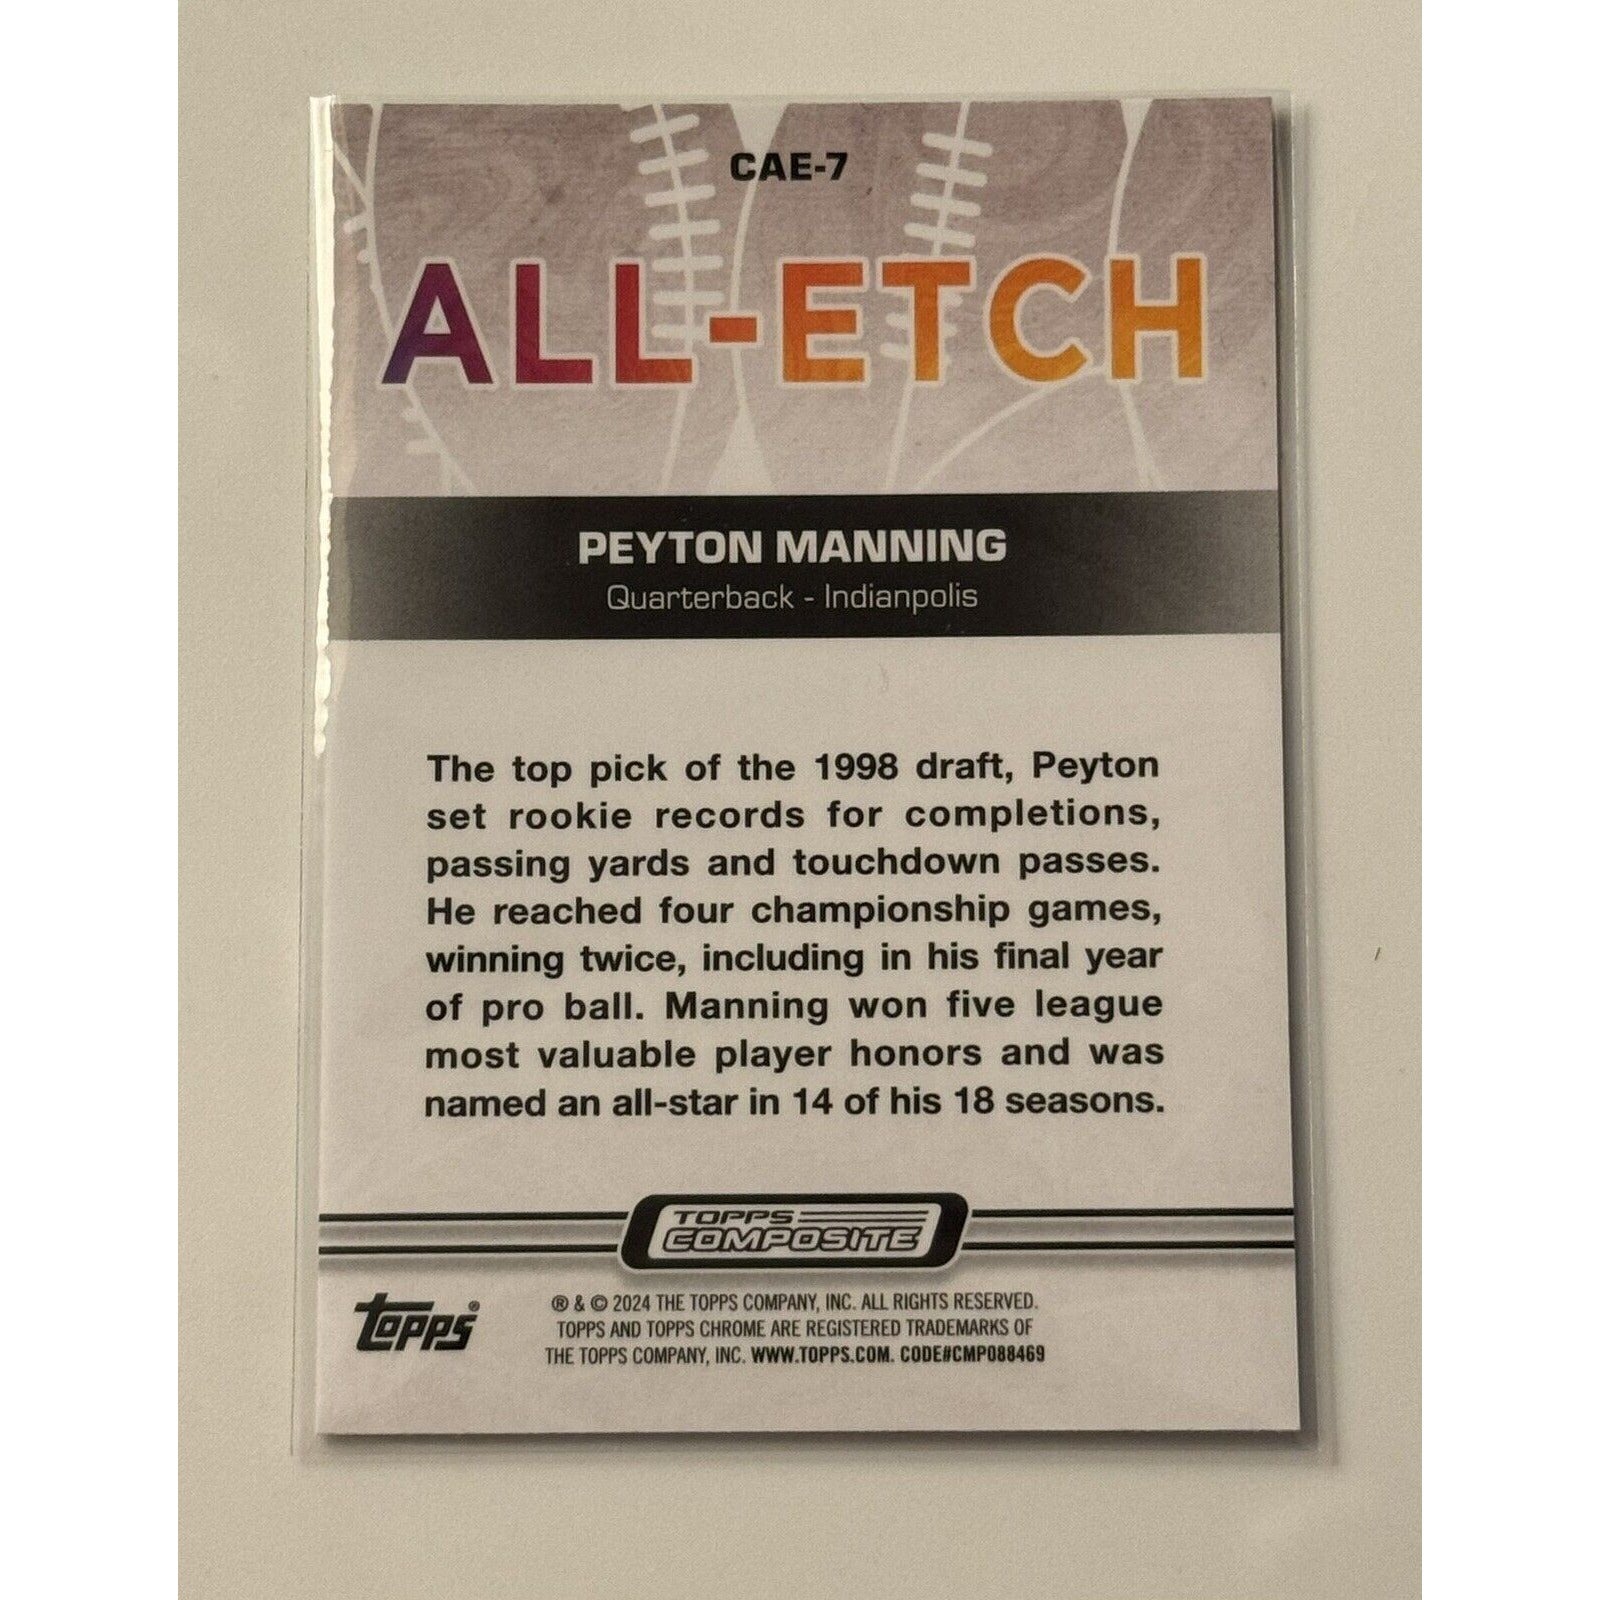 CAE-7
ALL-ETCH
PEYTON MANNING
Quarterback - Indianpolis
The top pick of the 1998 draft, Peyton
set rookie records for completions,
passing yards and touchdown passes.
He reached four championship games,
winning twice, including in his final year
of pro ball. Manning won five league
most valuable player honors and was
named an all-star in 14 of his 18 seasons.
TOPPS
COMPOSITE
topps®
® & © 2024 THE TOPPS COMPANY, INC. ALL RIGHTS RESERVED.
TOPPS AND TOPPS CHROME ARE REGISTERED TRADEMARKS OF
THE TOPPS COMPANY, INC. WWW.TOPPS.COM. CODE#CMP088469